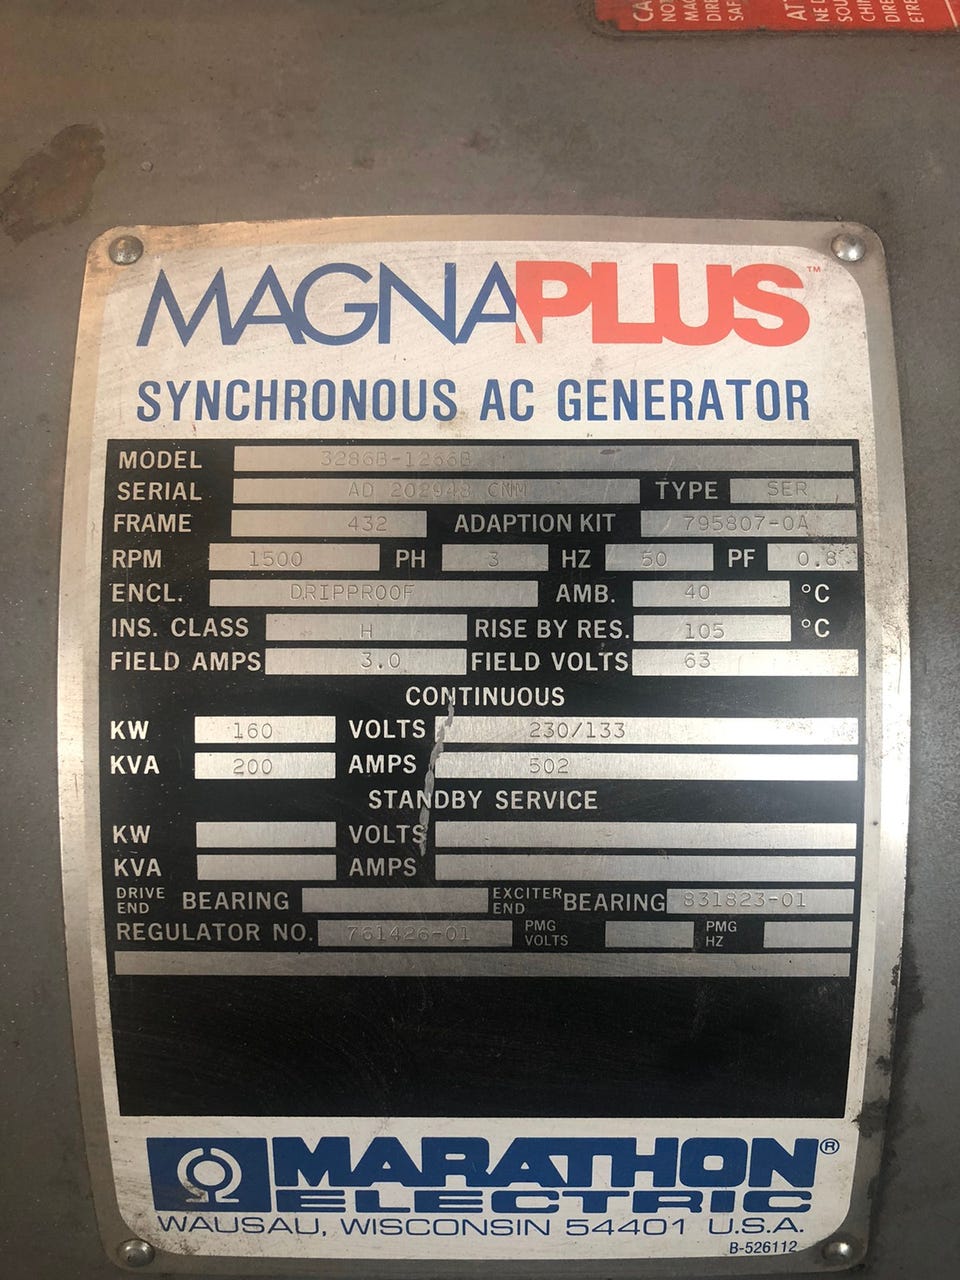 MAGNAPLUS™
SYNCHRONOUS AC GENERATOR
MODEL 3286B-1266B
SERIAL AD 202948 CNM TYPE SER
FRAME 432 ADAPTION KIT 795807-0A
RPM 1500 PH 3 HZ 50 PF 0.8
ENCL. DRIPPROOF AMB. 40 °C
INS. CLASS H RISE BY RES. 105 °C
FIELD AMPS 3.0 FIELD VOLTS 63
CONTINUOUS
KW 160 VOLTS 230/133
KVA 200 AMPS 502
STANDBY SERVICE
KW VOLTS
KVA AMPS
DRIVE END BEARING EXCITER END BEARING 831823-01
REGULATOR NO. 761426-01 PMG VOLTS PMG HZ
MARATHON®
ELECTRIC
WAUSAU, WISCONSIN 54401 U.S.A.
B-526112